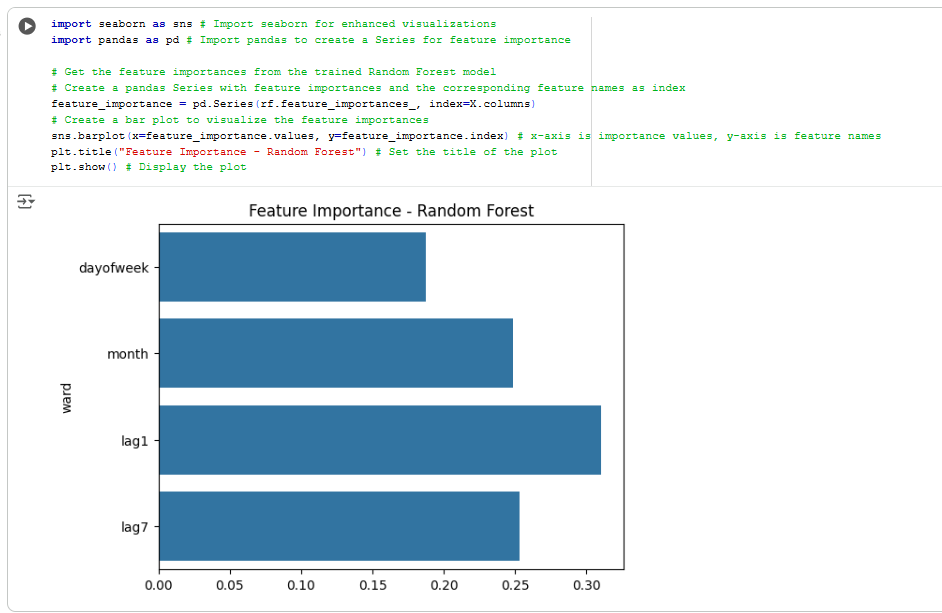 import seaborn as sns # Import seaborn for enhanced visualizations
import pandas as pd # Import pandas to create a Series for feature importance
# Get the feature importances from the trained Random Forest model
# Create a pandas Series with feature importances and the corresponding feature names as index
feature_importance = pd.Series(rf.feature_importances_, index=X.columns)
# Create a bar plot to visualize the feature importances
sns.barplot(x=feature_importance.values, y=feature_importance.index) # x-axis is importance values, y-axis is feature names
plt.title("Feature Importance - Random Forest") # Set the title of the plot
plt.show() # Display the plot
Feature Importance - Random Forest
dayofweek
month
ward
lag1
lag7
0.00 0.05 0.10 0.15 0.20 0.25 0.30